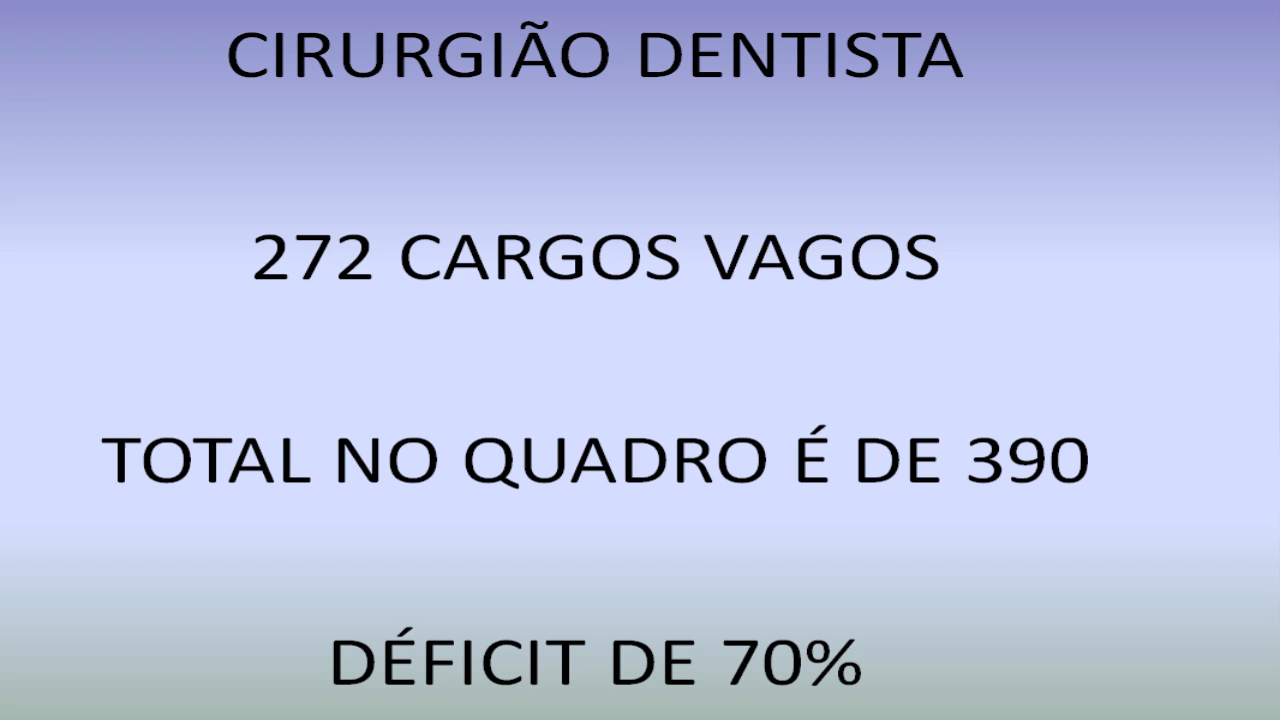 CIRURGIÃO DENTISTA
272 CARGOS VAGOS
TOTAL NO QUADRO É DE 390
DÉFICIT DE 70%